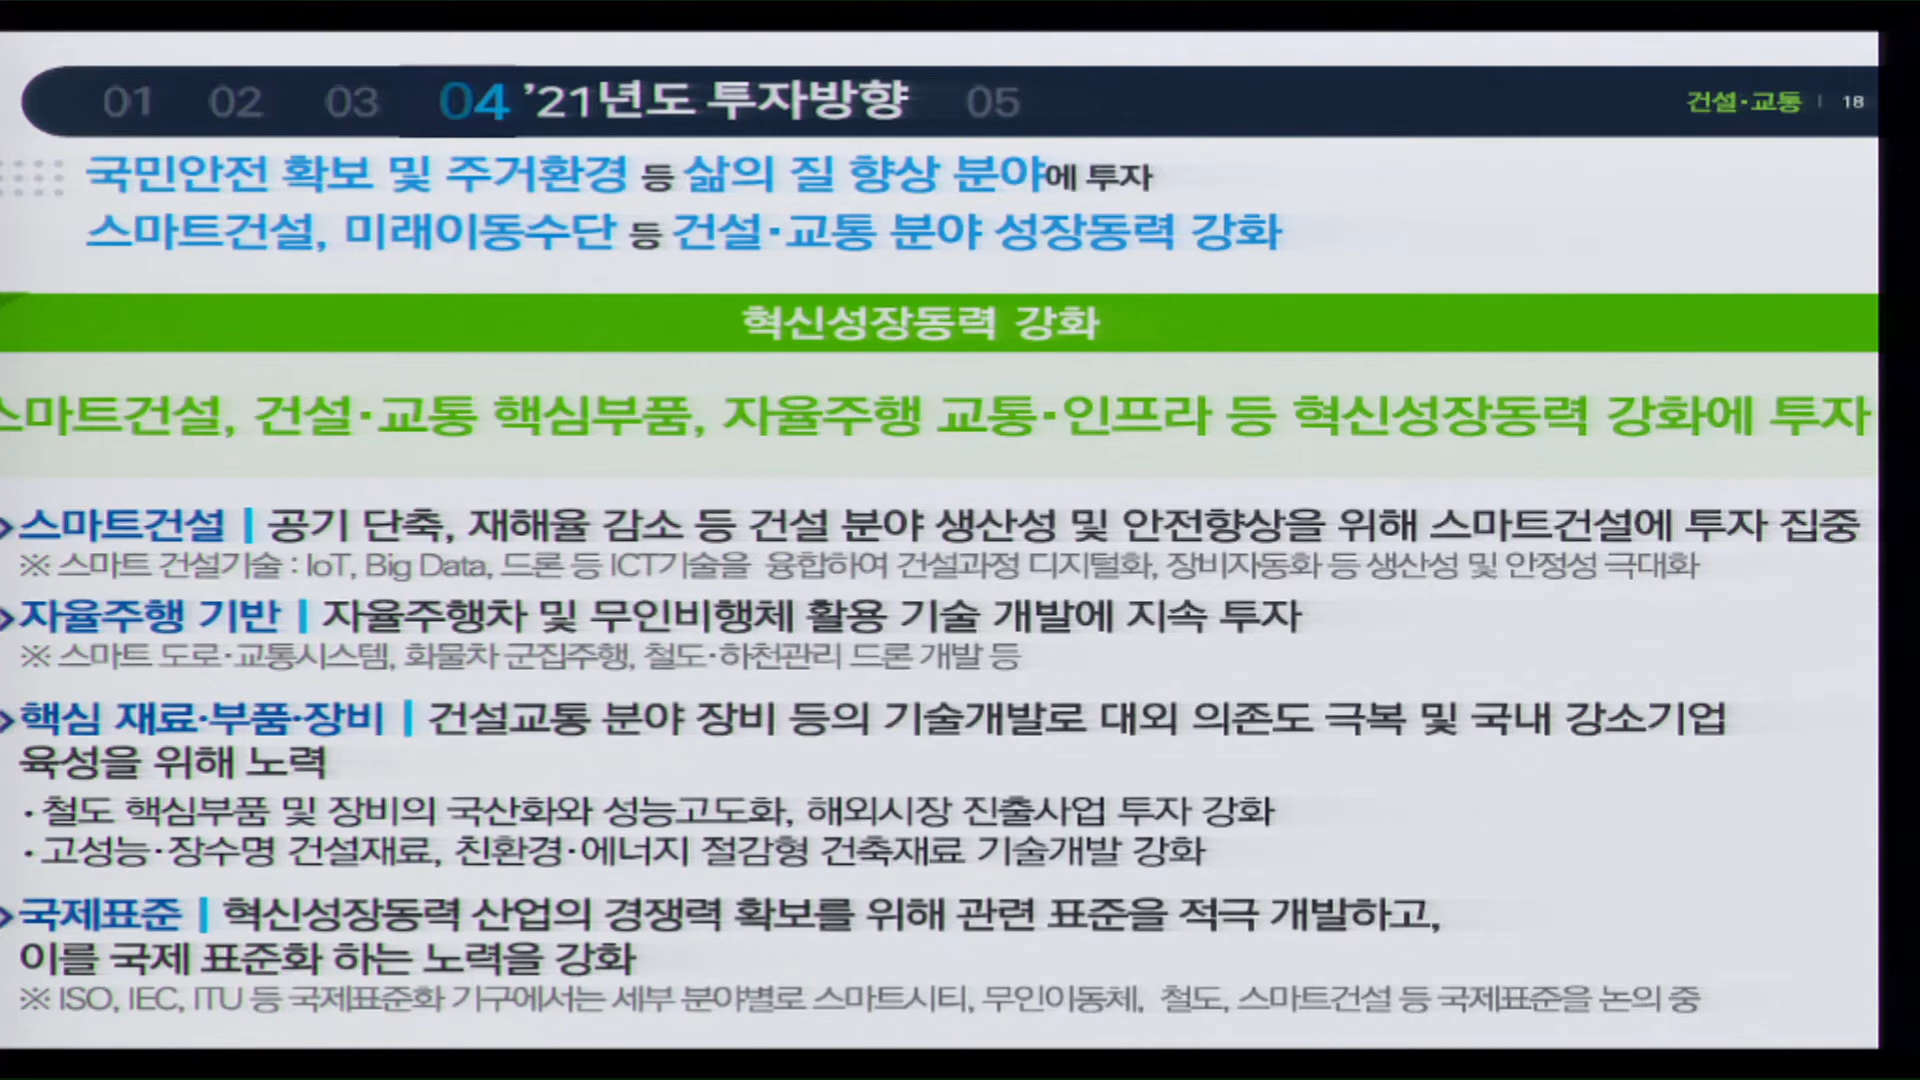 01 02 03 04 ’21년도 투자방향 05 건설·교통 | 18
국민안전 확보 및 주거환경 등 삶의 질 향상 분야에 투자
스마트건설, 미래이동수단 등 건설·교통 분야 성장동력 강화
혁신성장동력 강화
스마트건설, 건설·교통 핵심부품, 자율주행 교통·인프라 등 혁신성장동력 강화에 투자
스마트건설 | 공기 단축, 재해율 감소 등 건설 분야 생산성 및 안전향상을 위해 스마트건설에 투자 집중
※ 스마트 건설기술 : IoT, Big Data, 드론 등 ICT기술을 융합하여 건설과정 디지털화, 장비자동화 등 생산성 및 안정성 극대화
자율주행 기반 | 자율주행차 및 무인비행체 활용 기술 개발에 지속 투자
※ 스마트 도로·교통시스템, 화물차 군집주행, 철도·하천관리 드론 개발 등
핵심 재료·부품·장비 | 건설교통 분야 장비 등의 기술개발로 대외 의존도 극복 및 국내 강소기업
육성을 위해 노력
· 철도 핵심부품 및 장비의 국산화와 성능고도화, 해외시장 진출사업 투자 강화
· 고성능·장수명 건설재료, 친환경·에너지 절감형 건축재료 기술개발 강화
국제표준 | 혁신성장동력 산업의 경쟁력 확보를 위해 관련 표준을 적극 개발하고,
이를 국제 표준화 하는 노력을 강화
※ ISO, IEC, ITU 등 국제표준화 기구에서는 세부 분야별로 스마트시티, 무인이동체, 철도, 스마트건설 등 국제표준을 논의 중